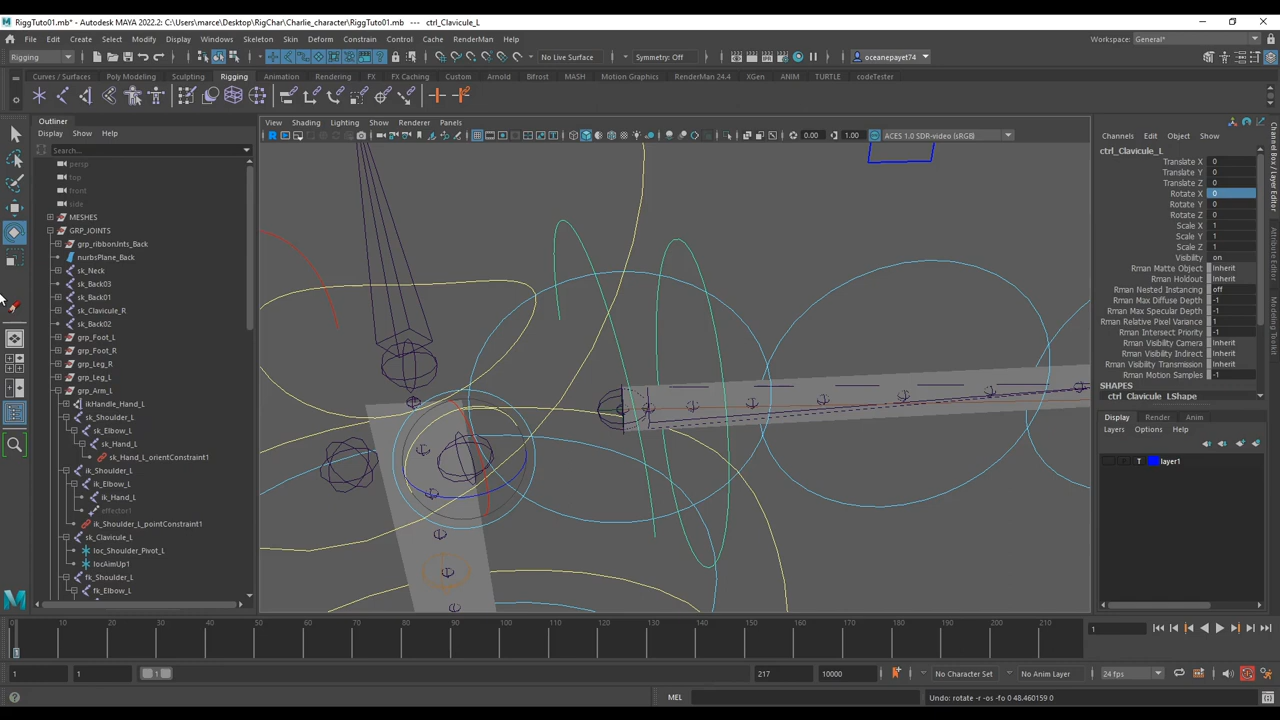 RiggTuto01.mb* - Autodesk MAYA 2022.2: C:\Users\marce\Desktop\RigChar\Charlie_character\RiggTuto01.mb --- ctrl_Clavicule_L
File Edit Create Select Modify Display Windows Skeleton Skin Deform Constrain Control Cache RenderMan Help
Workspace: General*
Rigging
No Live Surface
Symmetry: Off
oceanepayet74
Curves / Surfaces Poly Modeling Sculpting Rigging Animation Rendering FX FX Caching Custom Arnold Bifrost MASH Motion Graphics RenderMan 24.4 XGen ANIM TURTLE codeTester
Outliner
Display Show Help
Search...
persp
top
front
side
MESHES
GRP_JOINTS
grp_ribbonJnts_Back
nurbsPlane_Back
sk_Neck
sk_Back03
sk_Back01
sk_Clavicule_R
sk_Back02
grp_Foot_L
grp_Foot_R
grp_Leg_R
grp_Leg_L
grp_Arm_L
ikHandle_Hand_L
sk_Shoulder_L
sk_Elbow_L
sk_Hand_L
sk_Hand_L_orientConstraint1
ik_Shoulder_L
ik_Elbow_L
ik_Hand_L
effector1
ik_Shoulder_L_pointConstraint1
sk_Clavicule_L
loc_Shoulder_Pivot_L
locAimUp1
fk_Shoulder_L
fk_Elbow_L
View Shading Lighting Show Renderer Panels
0.00
1.00
ACES 1.0 SDR-video (sRGB)
Channels Edit Object Show
ctrl_Clavicule_L
Translate X 0
Translate Y 0
Translate Z 0
Rotate X 0
Rotate Y 0
Rotate Z 0
Scale X 1
Scale Y 1
Scale Z 1
Visibility on
Rman Matte Object Inherit
Rman Holdout Inherit
Rman Nested Instancing off
Rman Max Diffuse Depth -1
Rman Max Specular Depth -1
Rman Relative Pixel Variance 1
Rman Intersect Priority -1
Rman Visibility Camera Inherit
Rman Visibility Indirect Inherit
Rman Visibility Transmission Inherit
Rman Motion Samples -1
SHAPES
ctrl_Clavicule_LShape
Display Render Anim
Layers Options Help
T layer1
Channel Box / Layer Editor
Attribute Editor
Modeling Toolkit
0 10 20 30 40 50 60 70 80 90 100 110 120 130 140 150 160 170 180 190 200 210
1
1
1
1
217
10000
No Character Set
No Anim Layer
24 fps
MEL
Undo: rotate -r -os -fo 0 48.460159 0